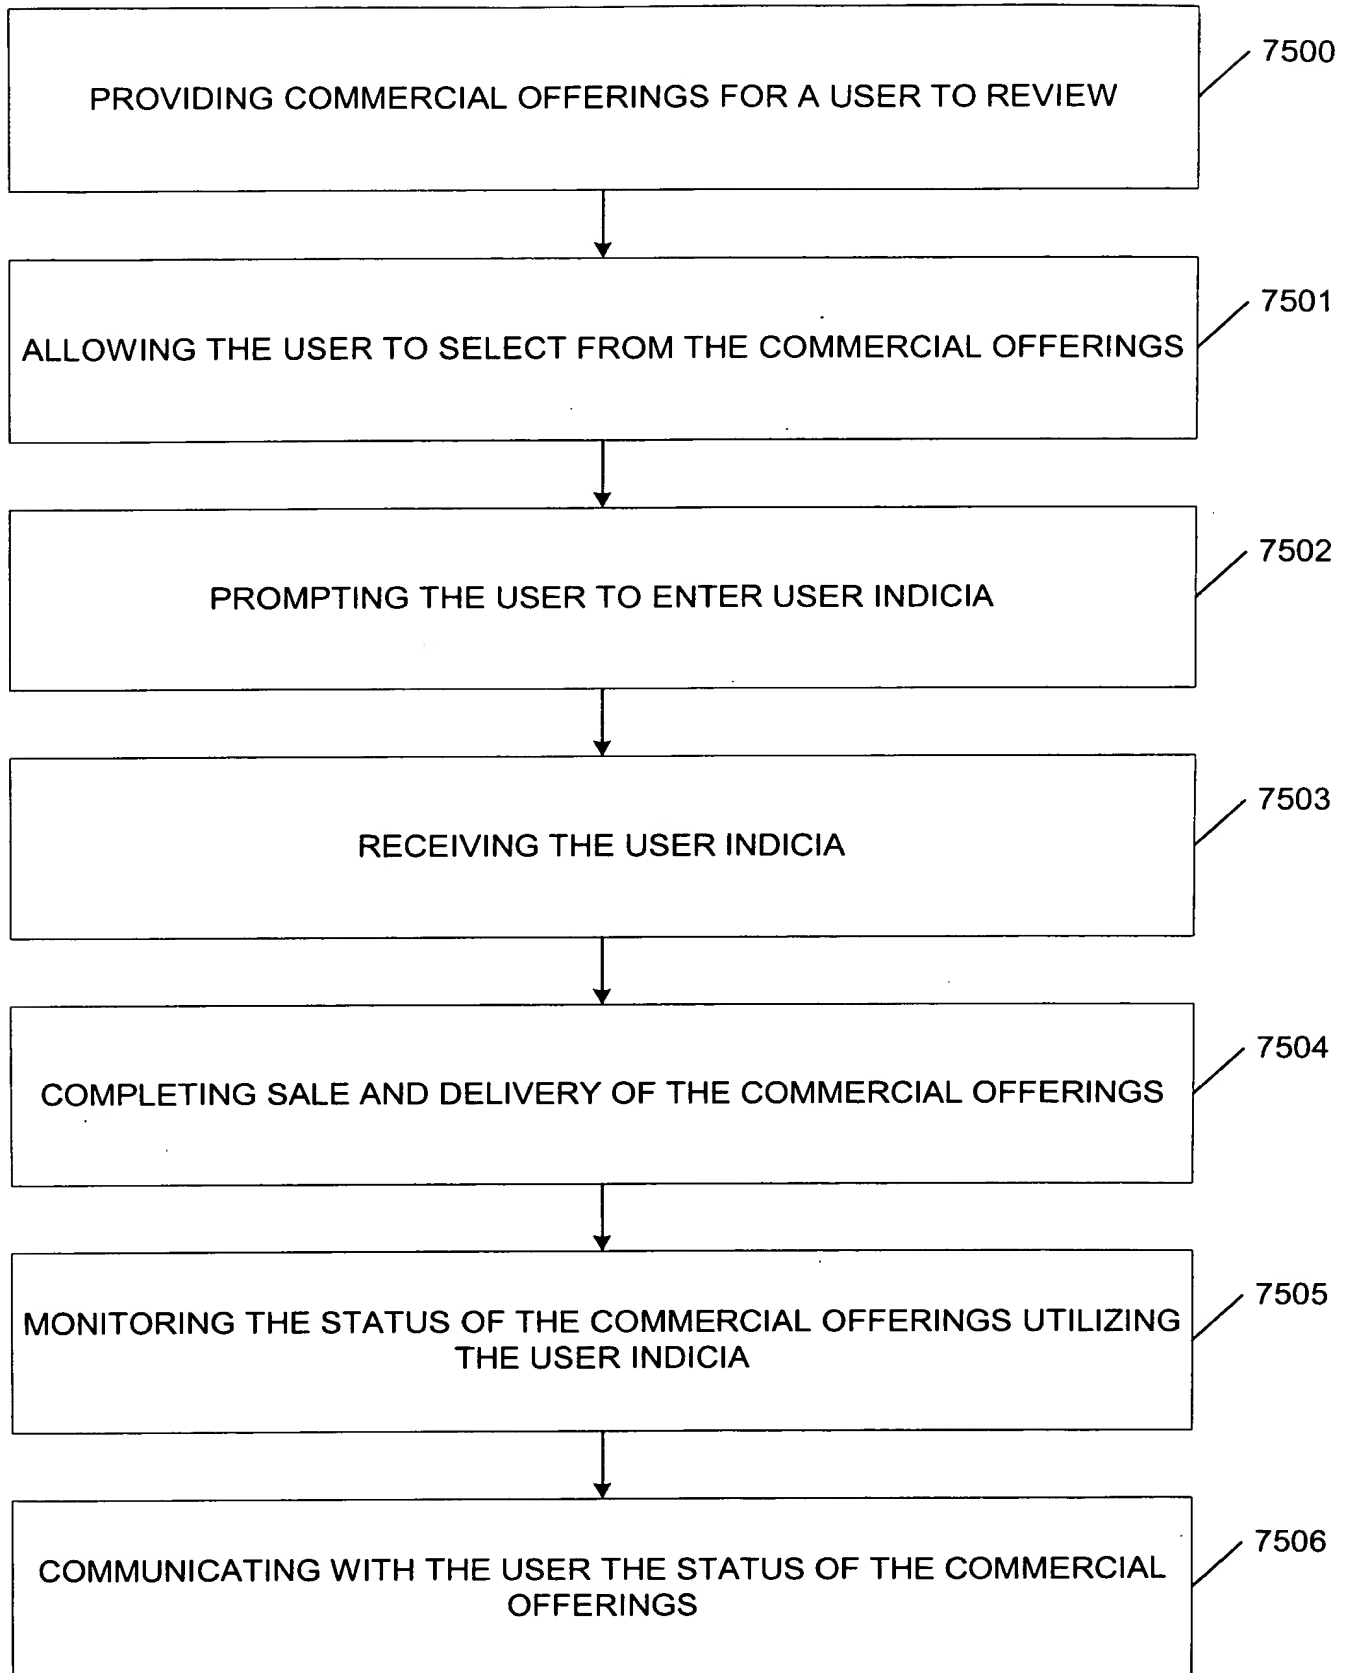 PROVIDING COMMERCIAL OFFERINGS FOR A USER TO REVIEW
7500
ALLOWING THE USER TO SELECT FROM THE COMMERCIAL OFFERINGS
7501
PROMPTING THE USER TO ENTER USER INDICIA
7502
RECEIVING THE USER INDICIA
7503
COMPLETING SALE AND DELIVERY OF THE COMMERCIAL OFFERINGS
7504
MONITORING THE STATUS OF THE COMMERCIAL OFFERINGS UTILIZING
THE USER INDICIA
7505
COMMUNICATING WITH THE USER THE STATUS OF THE COMMERCIAL
OFFERINGS
7506